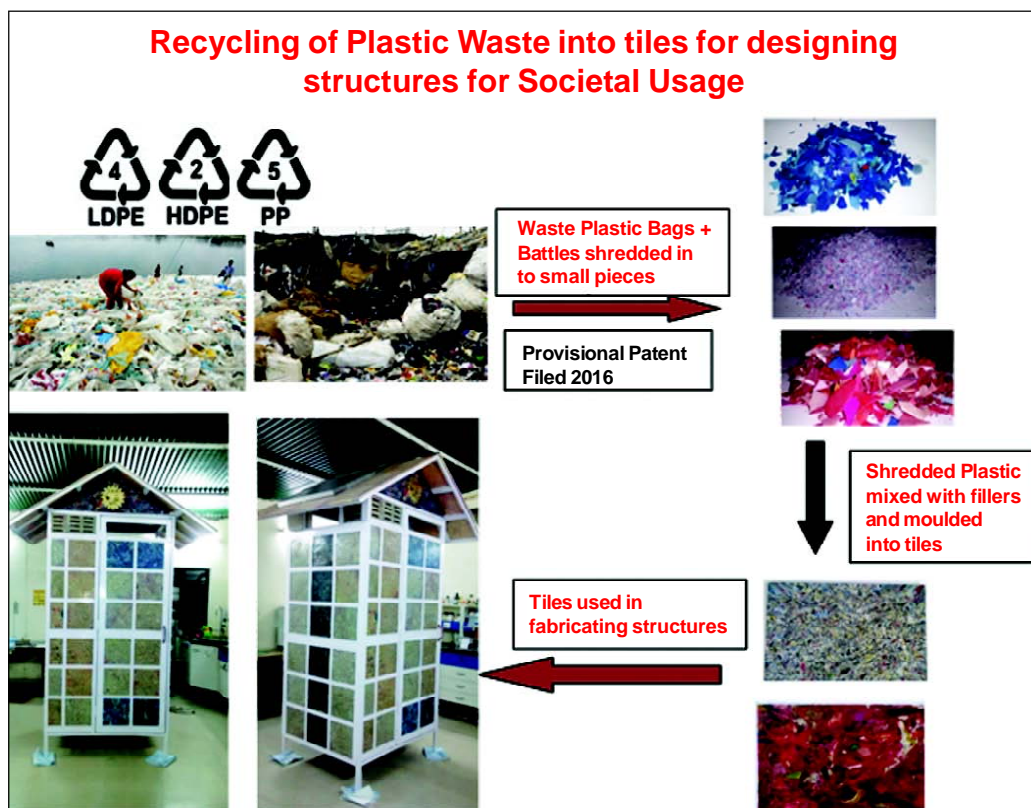 Recycling of Plastic Waste into tiles for designing
structures for Societal Usage
4
2
5
LDPE
HDPE
PP
Waste Plastic Bags +
Battles shredded in
to small pieces
Provisional Patent
Filed 2016
Shredded Plastic
mixed with fillers
and moulded
into tiles
Tiles used in
fabricating structures